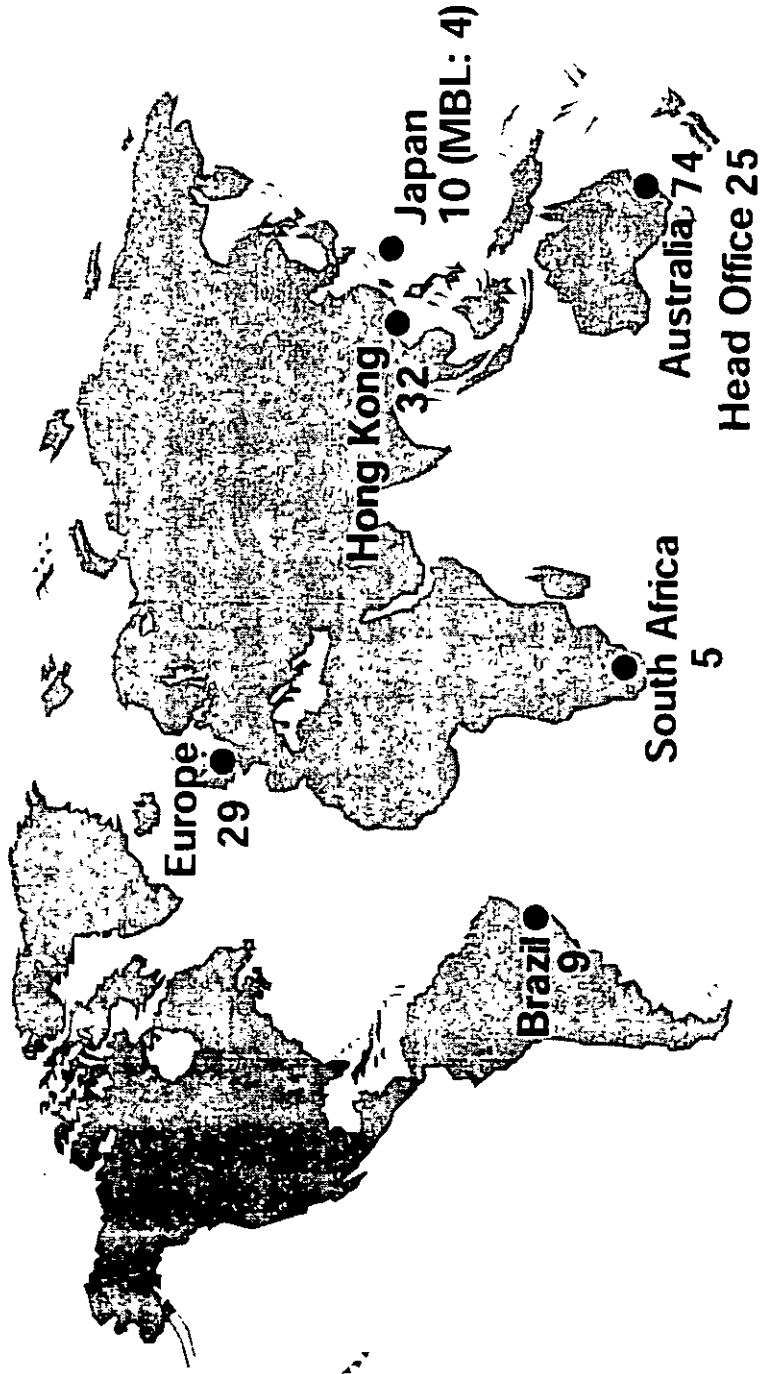 Europe
29
Hong Kong
32
Japan
10 (MBL: 4)
Brazil
9
South Africa
5
Australia 74
Head Office 25